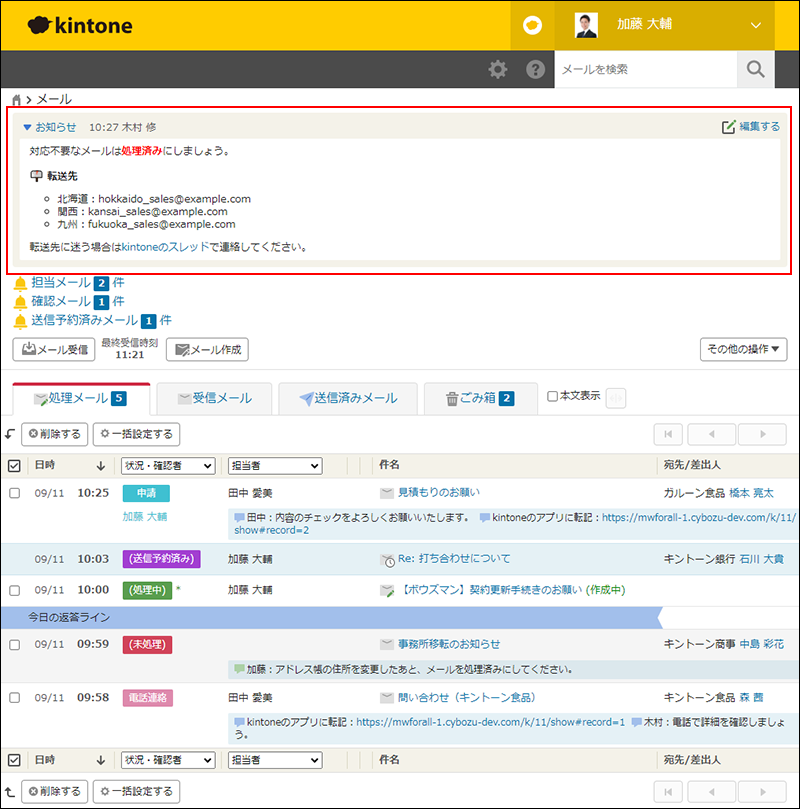 kintone
加藤 大輔
メールを検索
メール
お知らせ 10:27 木村 修 編集する
対応不要なメールは処理済みにしましょう。
転送先
北海道：hokkaido_sales@example.com
関西：kansai_sales@example.com
九州：fukuoka_sales@example.com
転送先に迷う場合はkintoneのスレッドで連絡してください。
担当メール 2 件
確認メール 1 件
送信予約済みメール 1 件
メール受信 最終受信時刻 11:21 メール作成 その他の操作▼
処理メール 5 受信メール 送信済みメール ごみ箱 2 本文表示
削除する 一括設定する
日時 ↓ 状況・確認者 担当者 件名 宛先/差出人
09/11 10:25 申請 田中 愛美 見積もりのお願い ガルーン食品 橋本 亮太
加藤 大輔 田中：内容のチェックをよろしくお願いいたします。 kintoneのアプリに転記：https://mwforall-1.cybozu-dev.com/k/11/
show#record=2
09/11 10:03 (送信予約済み) 加藤 大輔 Re: 打ち合わせについて キントーン銀行 石川 大貴
09/11 10:00 (処理中) * 加藤 大輔 【ボウズマン】契約更新手続きのお願い (作成中)
今日の返答ライン
09/11 09:59 (未処理) 事務所移転のお知らせ キントーン商事 中島 彩花
加藤：アドレス帳の住所を変更したあと、メールを処理済みにしてください。
09/11 09:58 電話連絡 田中 愛美 問い合わせ（キントーン食品） キントーン食品 森 茜
kintoneのアプリに転記：https://mwforall-1.cybozu-dev.com/k/11/show#record=1 木村：電話で詳細を確認しましょ
う。
日時 ↓ 状況・確認者 担当者 件名 宛先/差出人
削除する 一括設定する